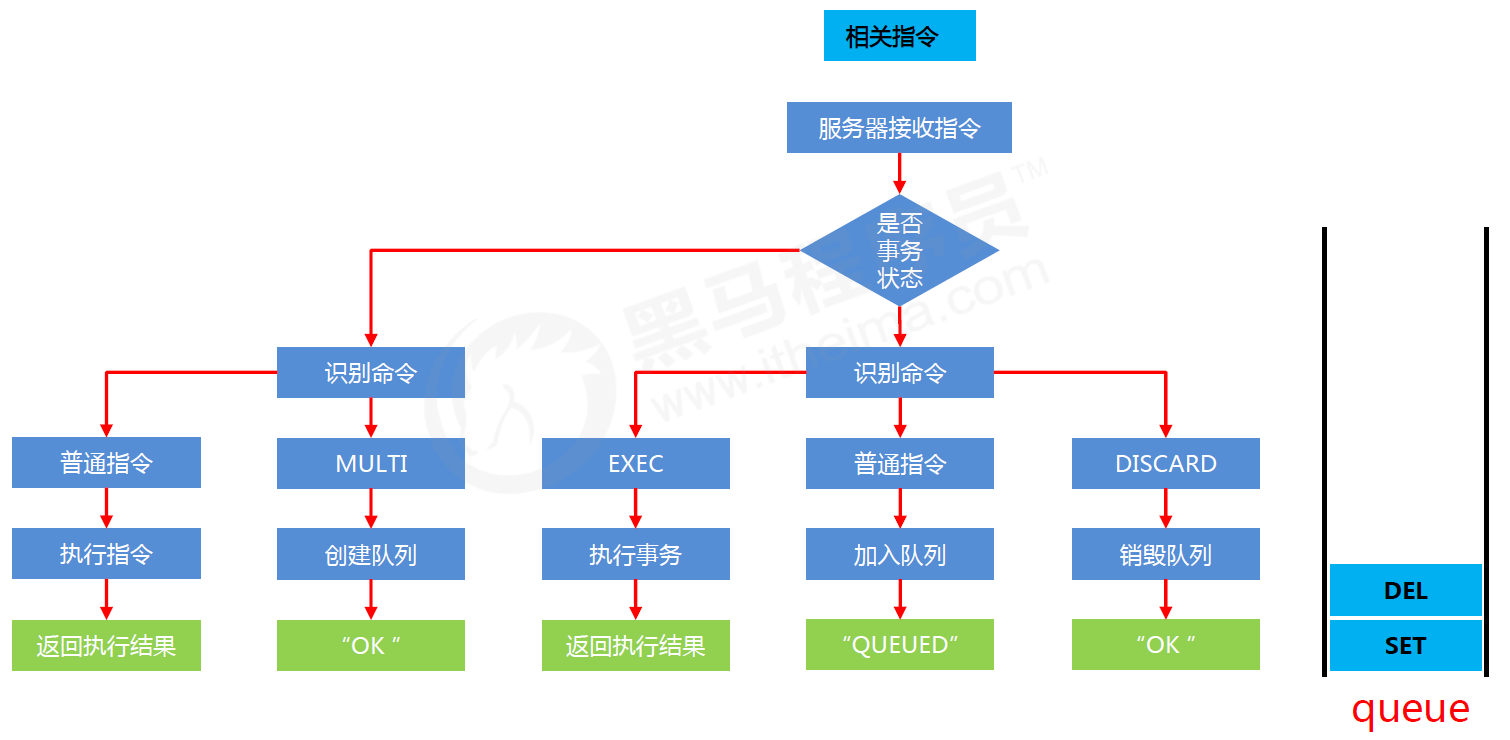 相关指令
服务器接收指令
是否
事务
状态
识别命令
识别命令
普通指令
MULTI
EXEC
普通指令
DISCARD
执行指令
创建队列
执行事务
加入队列
销毁队列
返回执行结果
“OK ”
返回执行结果
“QUEUED”
“OK ”
DEL
SET
queue
黑马程序员™
www.itheima.com